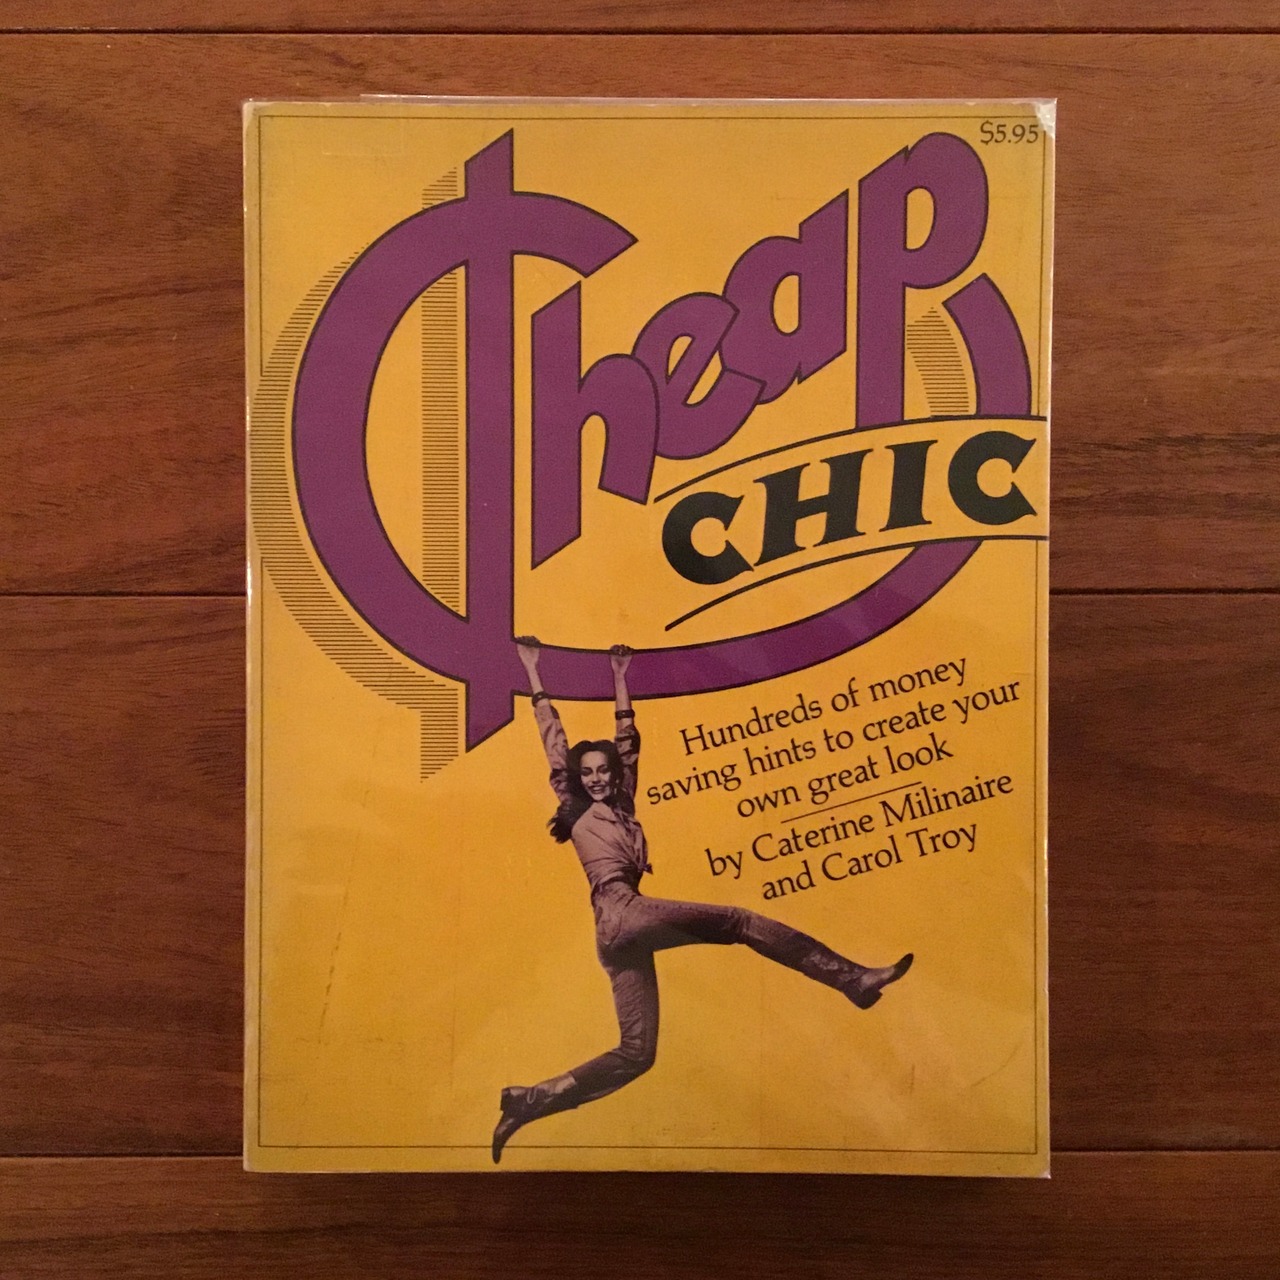 $5.95
Cheap
CHIC
Hundreds of money
saving hints to create your
own great look
by Caterine Milinaire
and Carol Troy